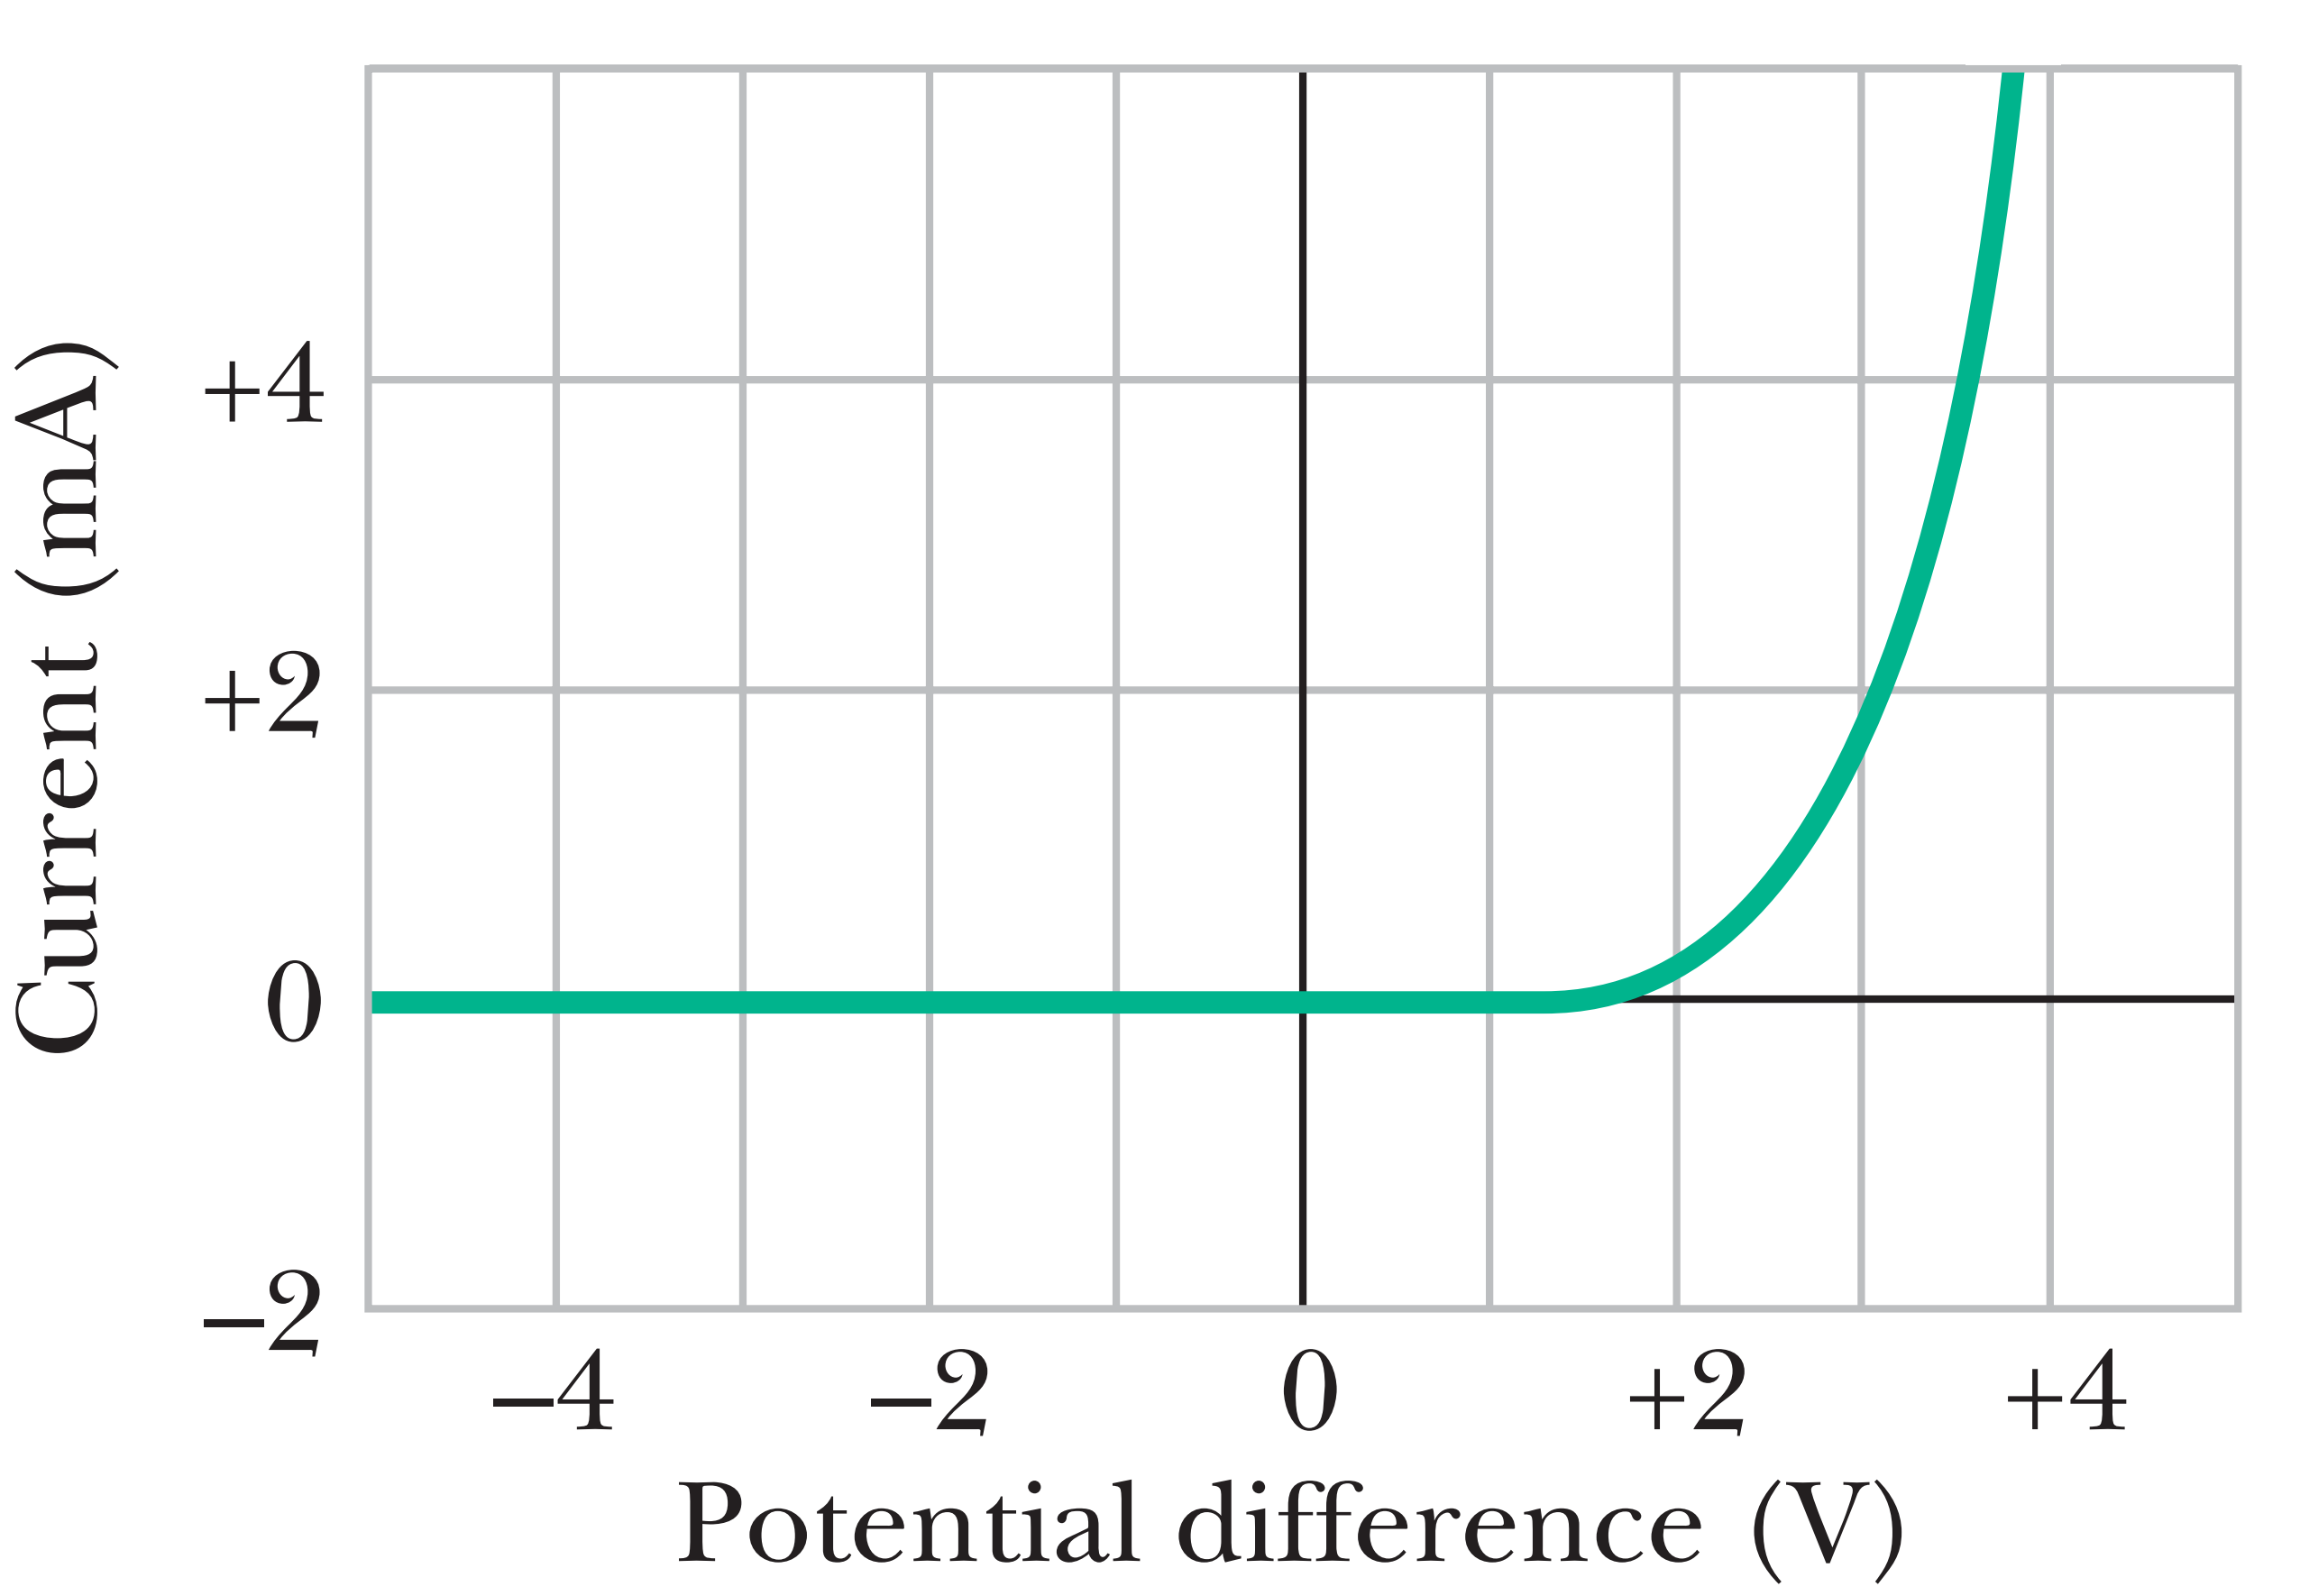 Current (mA)
+4
+2
0
−2
−4 −2 0 +2 +4
Potential difference (V)